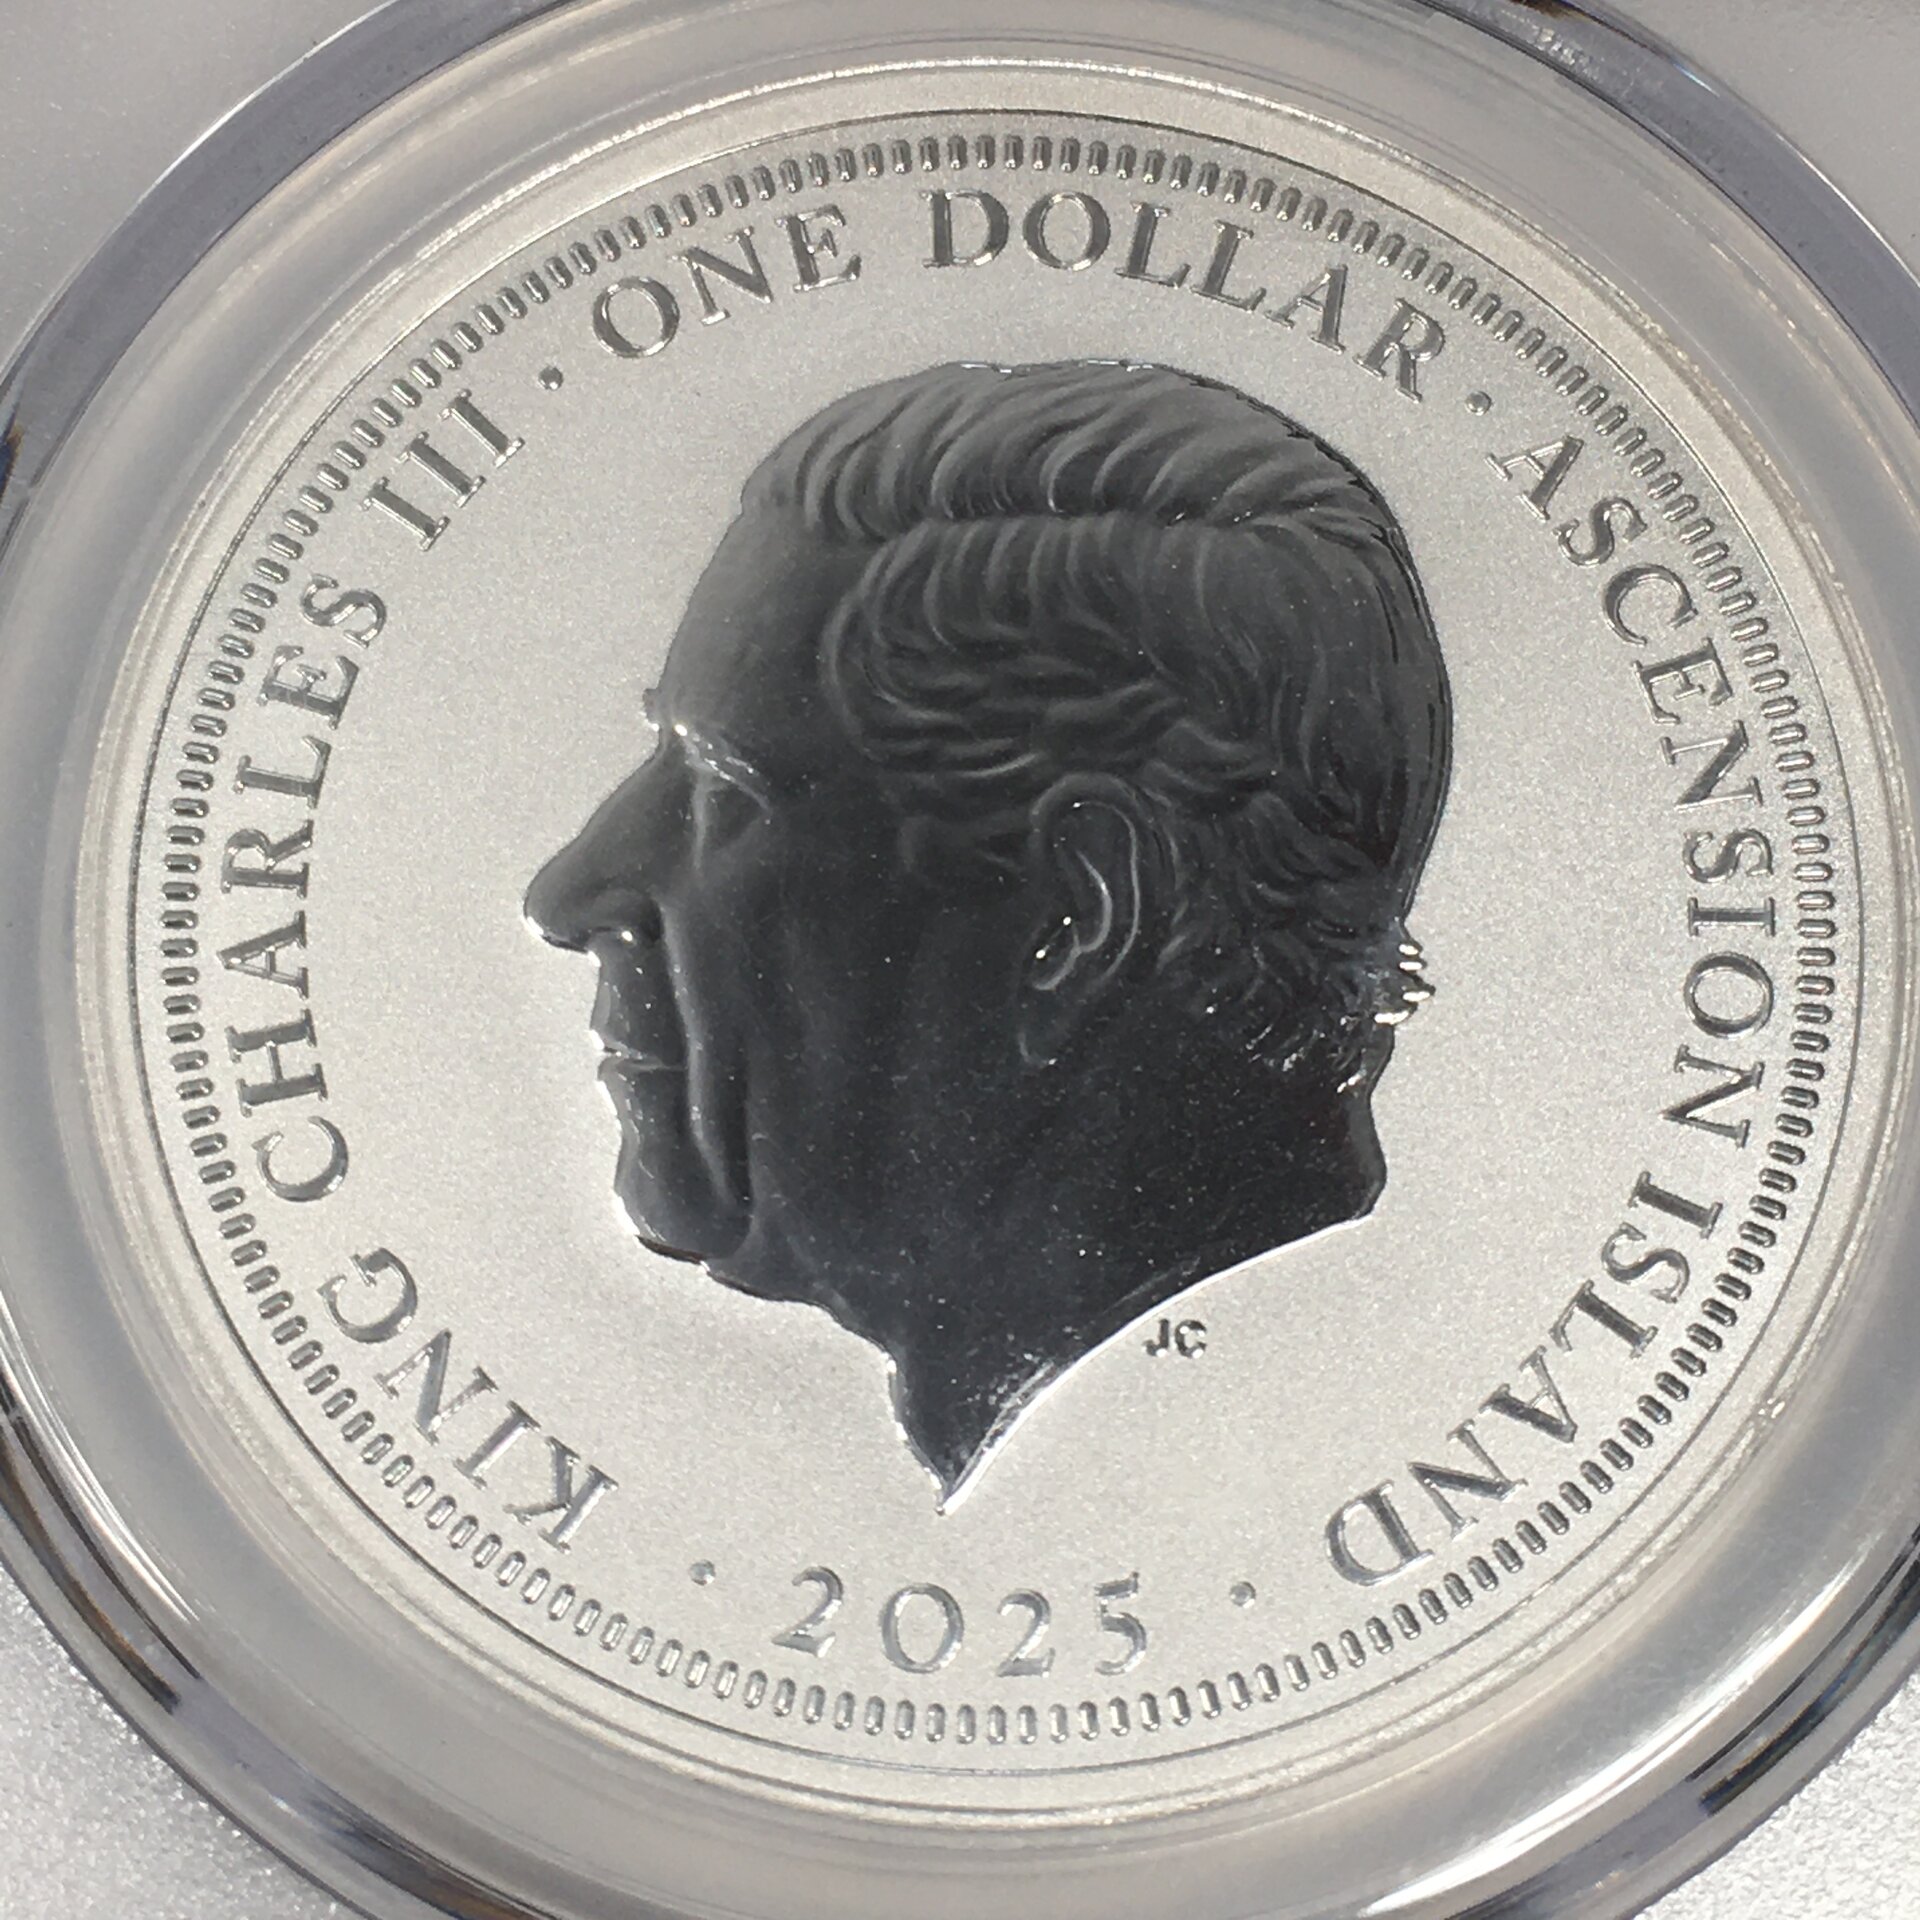 KING CHARLES III · ONE DOLLAR · ASCENSION ISLAND
· 2025 ·
JC